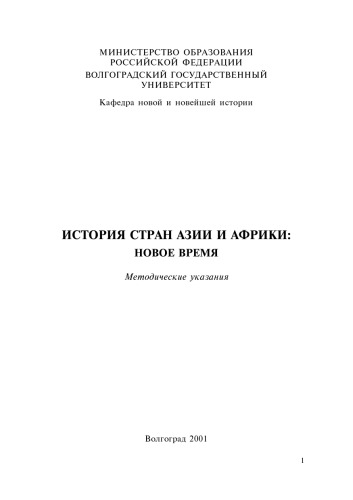 МИНИСТЕРСТВО ОБРАЗОВАНИЯ
РОССИЙСКОЙ ФЕДЕРАЦИИ
ВОЛГОГРАДСКИЙ ГОСУДАРСТВЕННЫЙ
УНИВЕРСИТЕТ
Кафедра новой и новейшей истории
ИСТОРИЯ СТРАН АЗИИ И АФРИКИ:
НОВОЕ ВРЕМЯ
Методические указания
Волгоград 2001
1